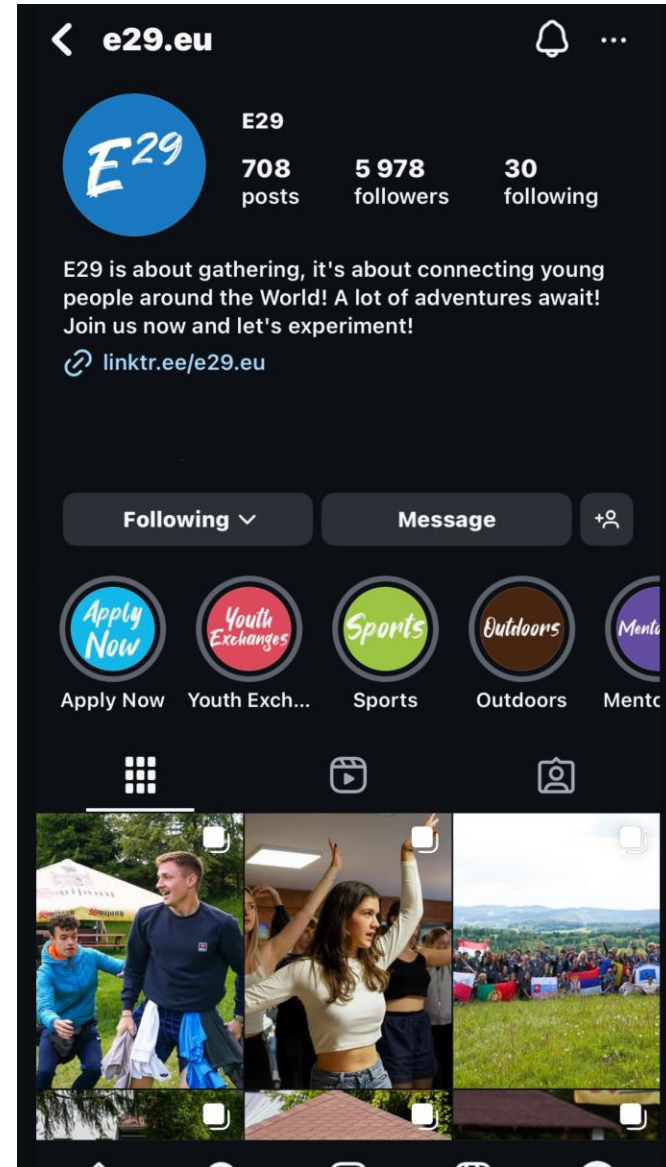 e29.eu
E29
E29
708
5 978
30
posts
followers
following
E29 is about gathering, it's about connecting young
people around the World! A lot of adventures await!
Join us now and let's experiment!
linktr.ee/e29.eu
Following
Message
Apply
Now
Youth
Exchanges
Sports
Outdoors
Apply Now
Youth Exch...
Sports
Outdoors